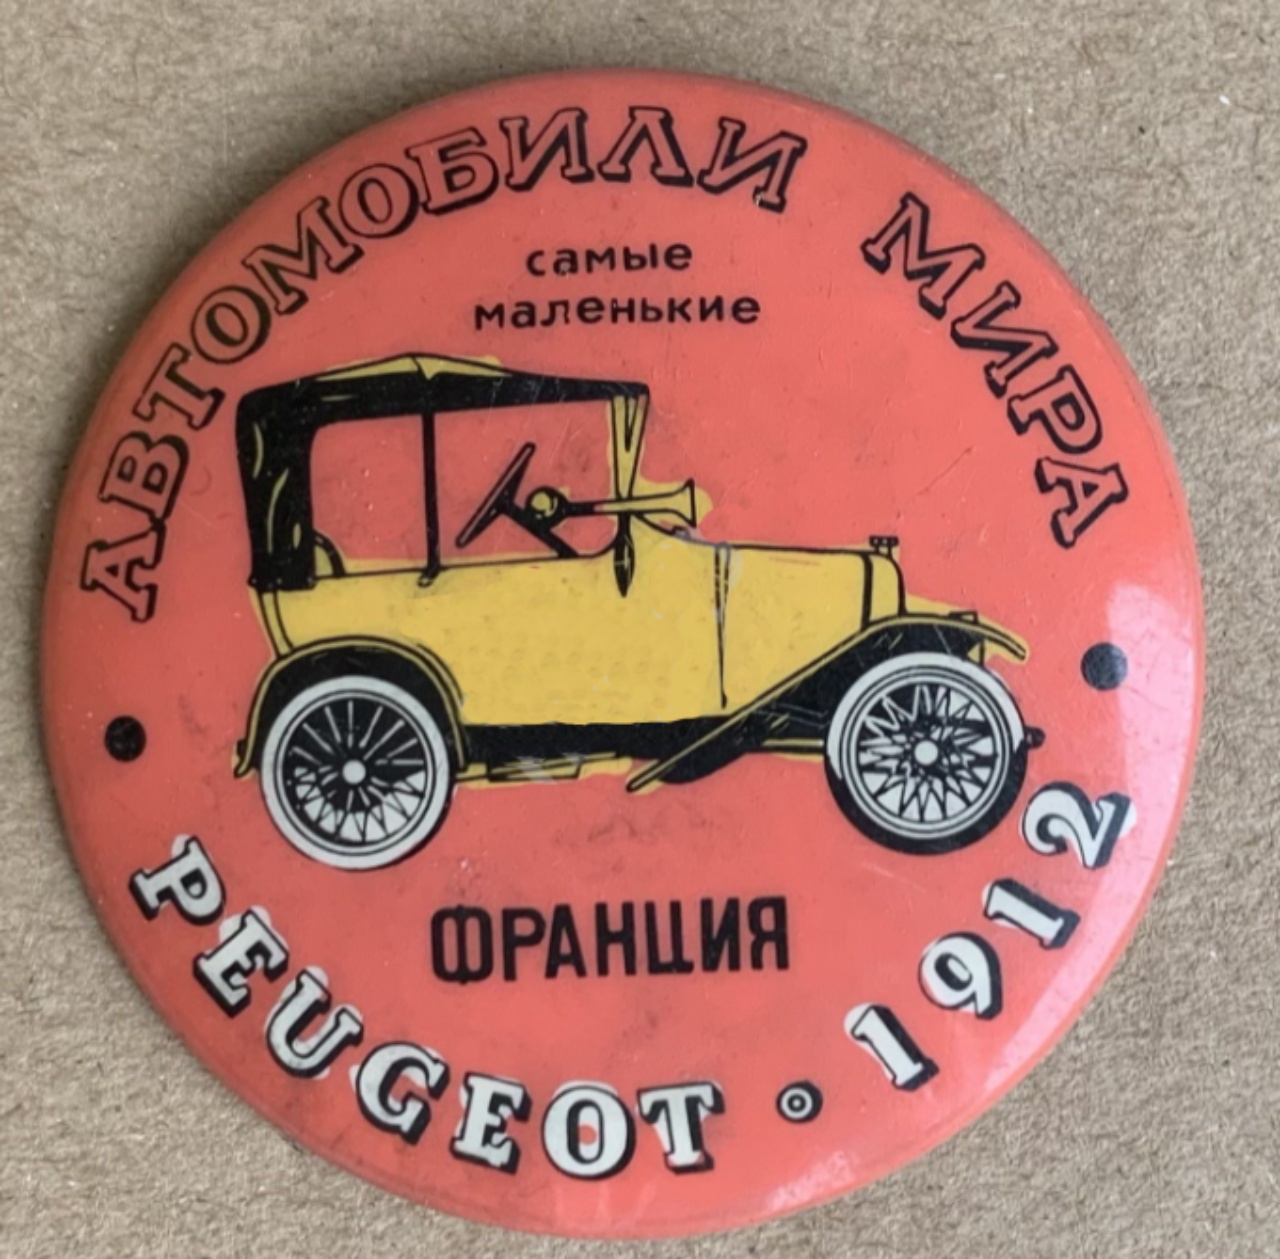 АВТОМОБИЛИ МИРА
самые
маленькие
ФРАНЦИЯ
PEUGEOT • 1912